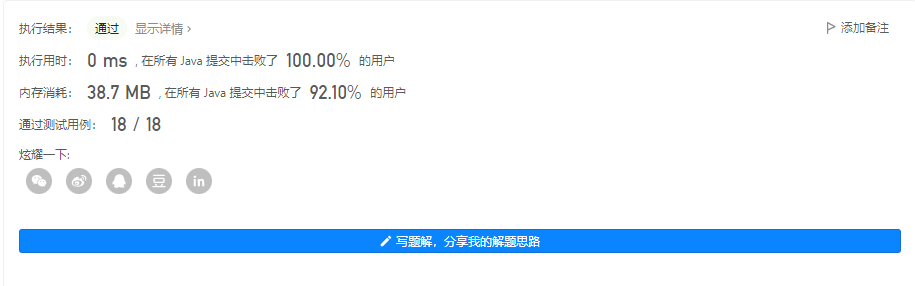 执行结果： 通过 显示详情 › 添加备注
执行用时： 0 ms , 在所有 Java 提交中击败了 100.00% 的用户
内存消耗： 38.7 MB , 在所有 Java 提交中击败了 92.10% 的用户
通过测试用例： 18 / 18
炫耀一下:
豆 in
写题解，分享我的解题思路